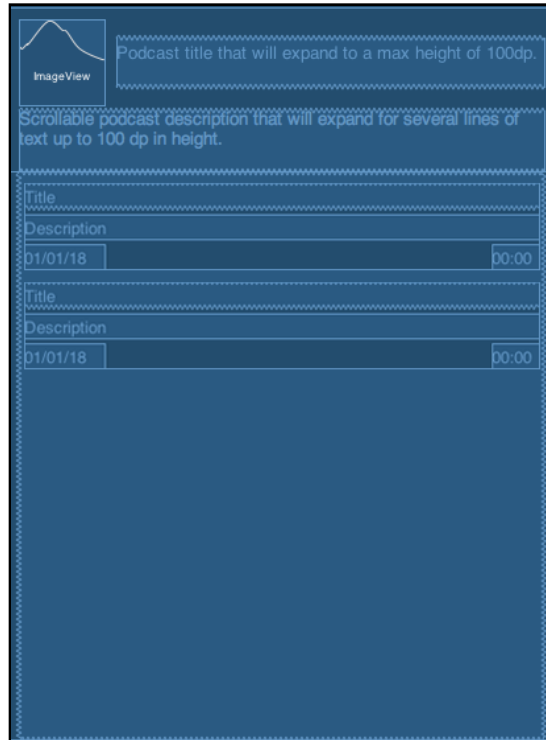 ImageView
Podcast title that will expand to a max height of 100dp.
Scrollable podcast description that will expand for several lines of
text up to 100 dp in height.
Title
Description
01/01/18 00:00
Title
Description
01/01/18 00:00